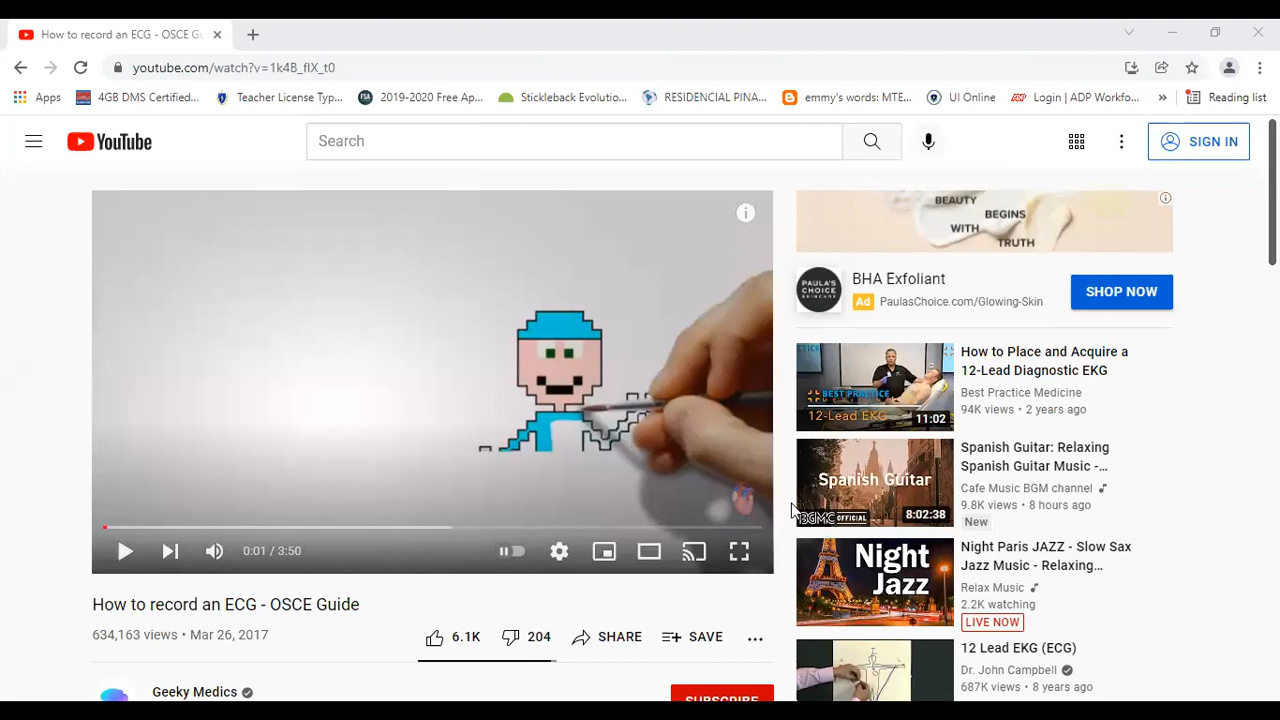 How to record an ECG - OSCE Gu
youtube.com/watch?v=1k4B_flX_t0
Apps
4GB DMS Certified...
Teacher License Typ...
2019-2020 Free Ap...
Stickleback Evolutio...
RESIDENCIAL PINA...
emmy's words: MTE...
UI Online
Login | ADP Workfo...
»
Reading list
YouTube
Search
SIGN IN
BEAUTY
BEGINS
WITH
TRUTH
PAULA'S
CHOICE
SKINCARE
BHA Exfoliant
Ad PaulasChoice.com/Glowing-Skin
SHOP NOW
BEST PRACTICE
12-Lead EKG
11:02
How to Place and Acquire a
12-Lead Diagnostic EKG
Best Practice Medicine
94K views • 2 years ago
Spanish Guitar
BGMC OFFICIAL
8:02:38
Spanish Guitar: Relaxing
Spanish Guitar Music -...
Cafe Music BGM channel
9.8K views • 8 hours ago
New
Night
Jazz
Night Paris JAZZ - Slow Sax
Jazz Music - Relaxing...
Relax Music
2.2K watching
LIVE NOW
12 Lead EKG (ECG)
Dr. John Campbell
687K views • 8 years ago
0:01 / 3:50
How to record an ECG - OSCE Guide
634,163 views • Mar 26, 2017
6.1K
204
SHARE
SAVE
Geeky Medics
SUBSCRIBE